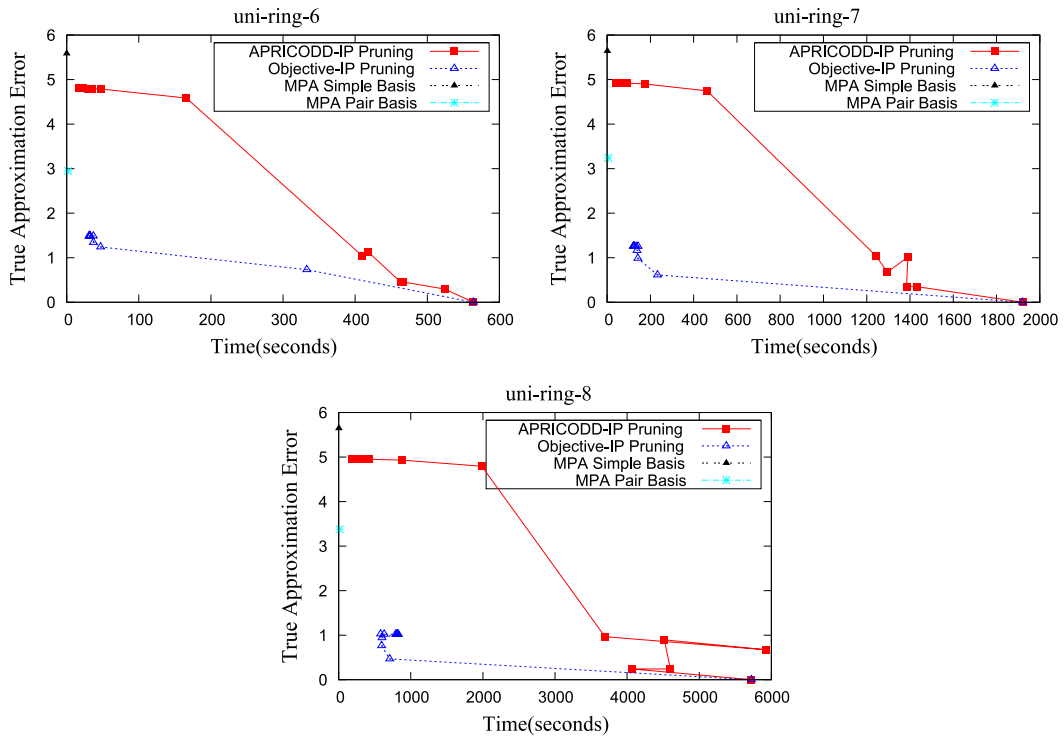 uni-ring-6
True Approximation Error
6
5
4
3
2
1
0
APRICODD-IP Pruning
Objective-IP Pruning
MPA Simple Basis
MPA Pair Basis
0 100 200 300 400 500 600
Time(seconds)
uni-ring-7
True Approximation Error
6
5
4
3
2
1
0
APRICODD-IP Pruning
Objective-IP Pruning
MPA Simple Basis
MPA Pair Basis
0 200 400 600 800 1000 1200 1400 1600 1800 2000
Time(seconds)
uni-ring-8
True Approximation Error
6
5
4
3
2
1
0
APRICODD-IP Pruning
Objective-IP Pruning
MPA Simple Basis
MPA Pair Basis
0 1000 2000 3000 4000 5000 6000
Time(seconds)